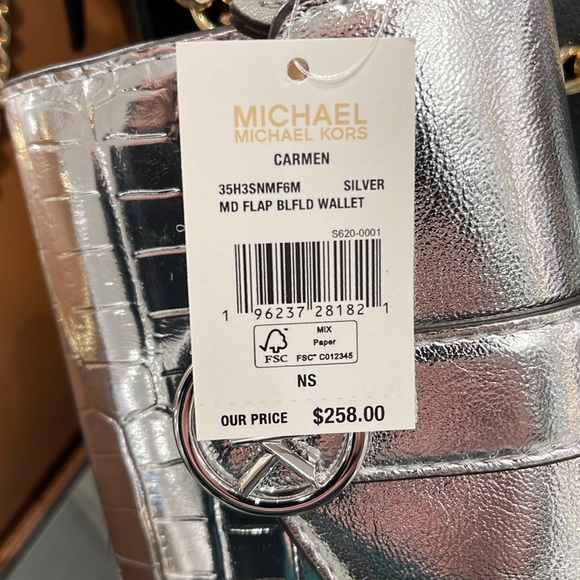 MICHAEL
MICHAEL KORS
CARMEN
35H3SNMF6M SILVER
MD FLAP BLFLD WALLET
S620-0001
1 96237 28182 1
FSC
MIX
Paper
FSC™ C012345
NS
OUR PRICE $258.00